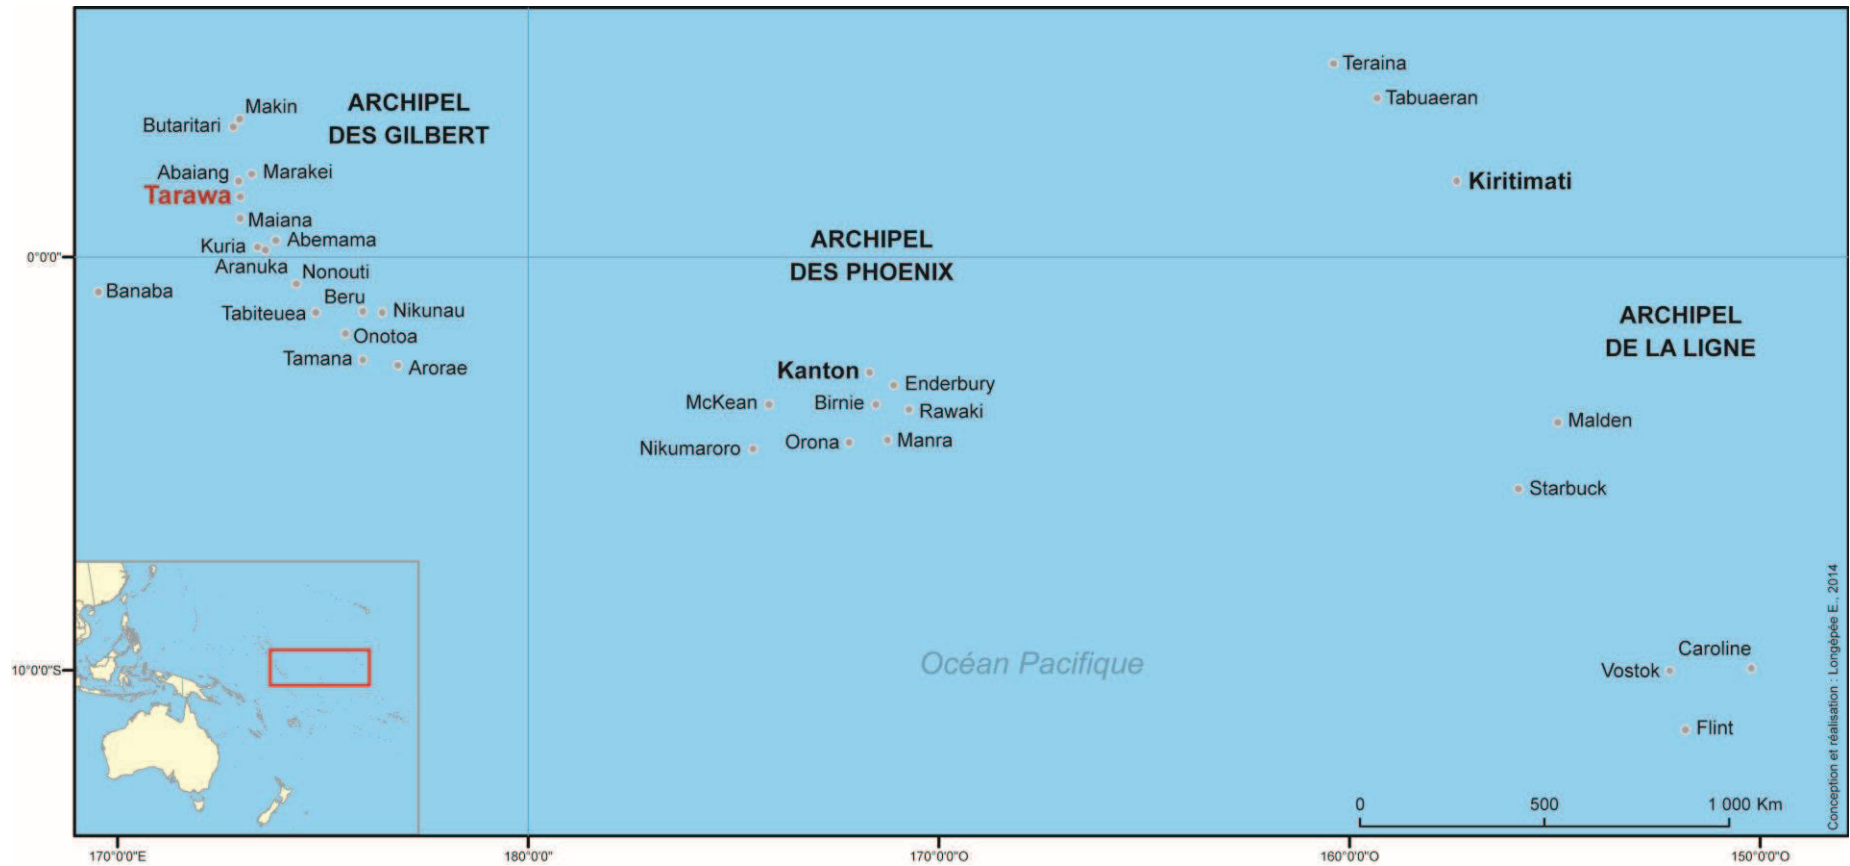 Teraina
Tabuaeran
Makin
Butaritari
ARCHIPEL
DES GILBERT
Abaiang
Marakei
Tarawa
Kiritimati
Maiana
Kuria
Abemama
Aranuka
ARCHIPEL
DES PHOENIX
0°0'0"
Banaba
Nonouti
Beru
Tabiteuea
Nikunau
Onotoa
Tamana
Arorae
ARCHIPEL
DE LA LIGNE
Kanton
Enderbury
McKean
Birnie
Rawaki
Nikumaroro
Orona
Manra
Malden
Starbuck
10°0'0"S
Océan Pacifique
Caroline
Vostok
Flint
0 500 1 000 Km
Conception et réalisation : Longépée E., 2014
170°0'0"E 180°0'0" 170°0'0"O 160°0'0"O 150°0'0"O